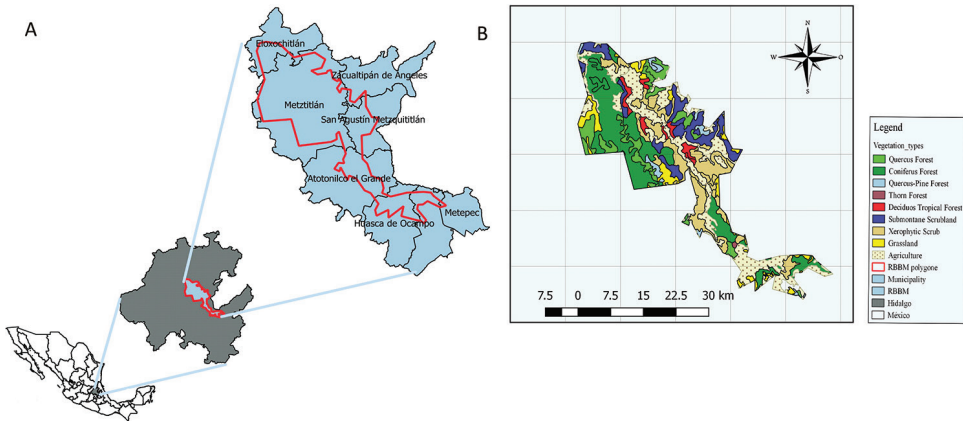 A
Eloxochitlán
Zacualtipán de Ángeles
Metztitlán
San Agustín Metzquititlán
Atotonilco el Grande
Metepec
Huasca de Ocampo
B
N
W
O
S
7.5 0 7.5 15 22.5 30 km
Legend
Vegetation_types
Quercus Forest
Coniferus Forest
Quercus-Pine Forest
Thorn Forest
Deciduos Tropical Forest
Submontane Scrubland
Xerophytic Scrub
Grassland
Agriculture
RBBM polygone
Municipality
RBBM
Hidalgo
México